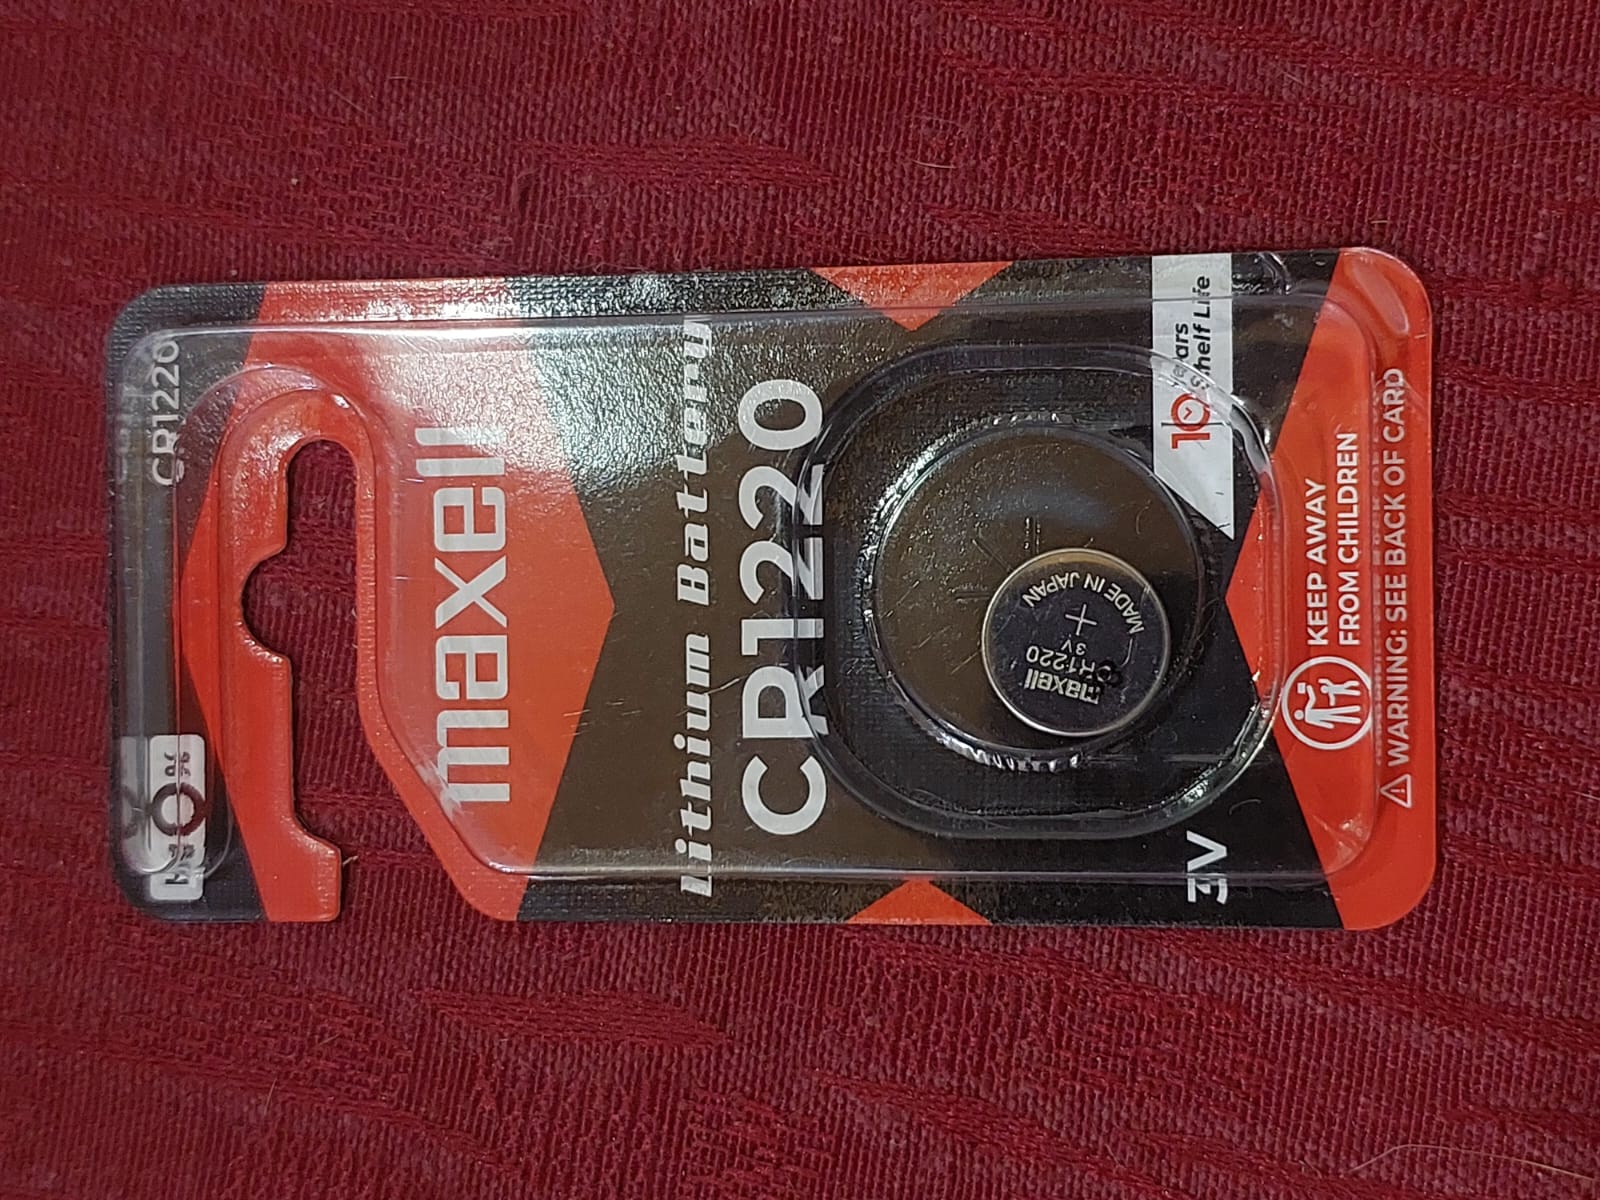 CR1220
maxell
Lithium Battery
CR1220
maxell
CR1220
3V
+
MADE IN JAPAN
3V
10 Years
Shelf Life
KEEP AWAY
FROM CHILDREN
⚠ WARNING: SEE BACK OF CARD